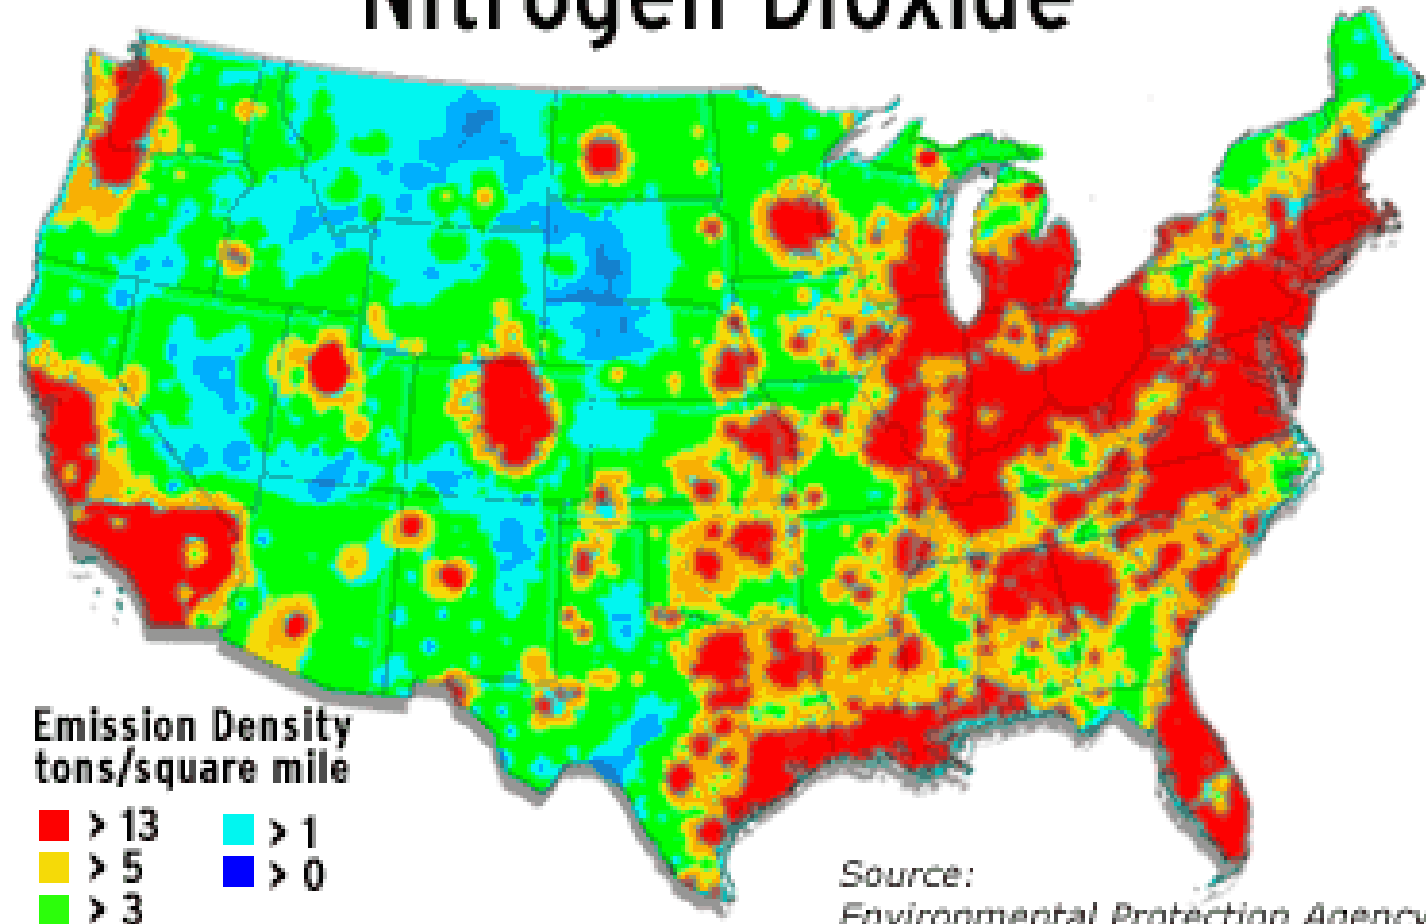 Nitrogen Dioxide
Emission Density
tons/square mile
> 13
> 5
> 3
> 1
> 0
Source:
Environmental Protection Agency